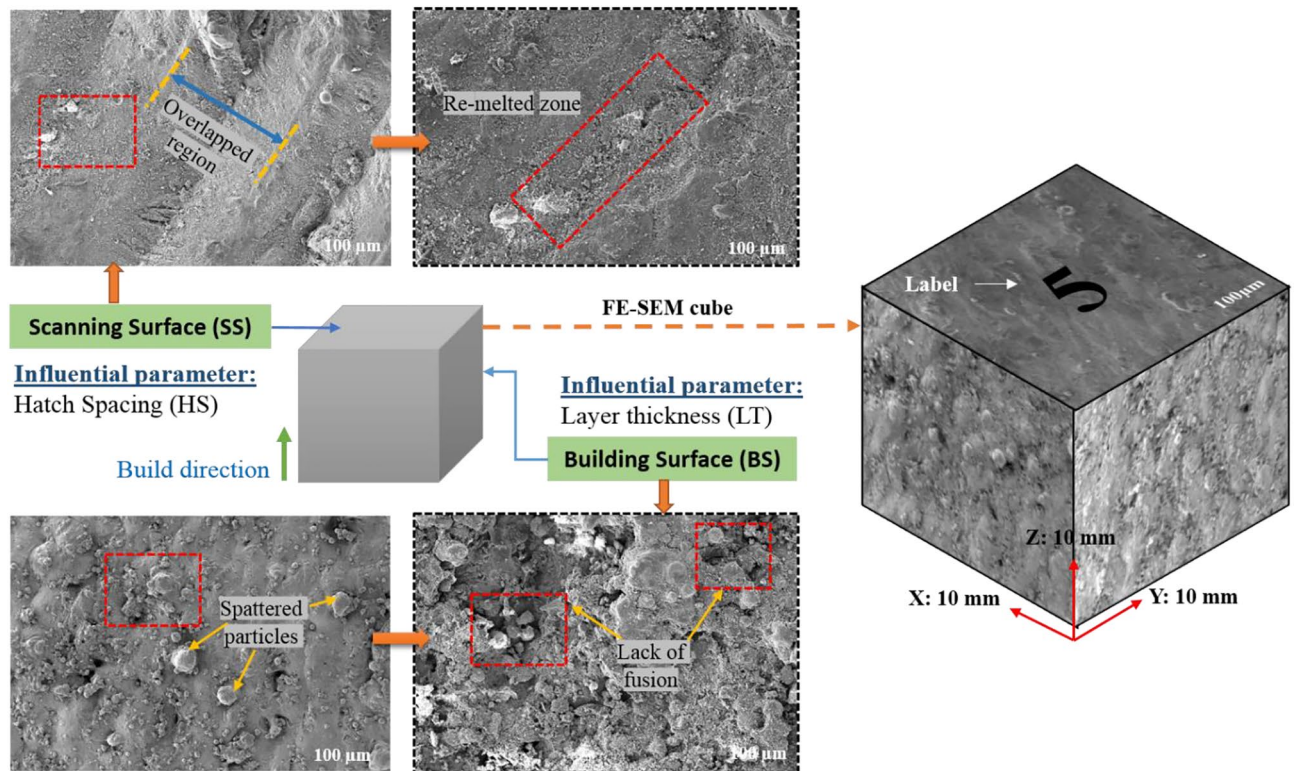 Overlapped
region
100 µm
Re-melted zone
100 µm
Scanning Surface (SS)
Influential parameter:
Hatch Spacing (HS)
Build direction
FE-SEM cube
Influential parameter:
Layer thickness (LT)
Building Surface (BS)
Label
5
100µm
Z: 10 mm
X: 10 mm
Y: 10 mm
Spattered
particles
100 µm
Lack of
fusion
100 µm